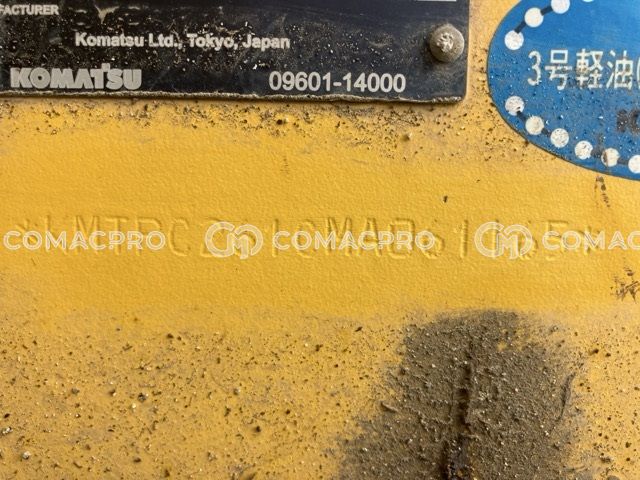 FACTURER
Komatsu Ltd., Tokyo, Japan
KOMATSU 09601-14000
3号軽油
COMACPRO COMACPRO COMACPRO